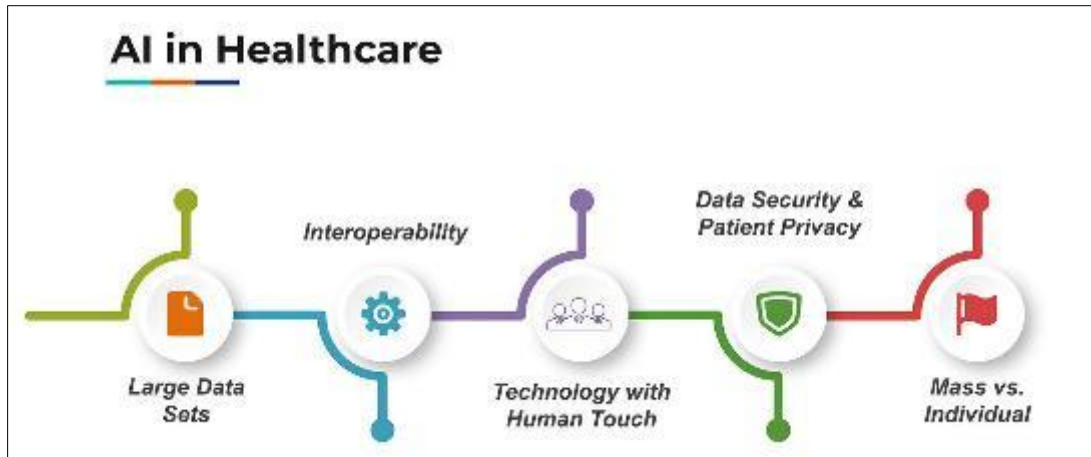 AI in Healthcare
Large Data
Sets
Interoperability
Technology with
Human Touch
Data Security &
Patient Privacy
Mass vs.
Individual